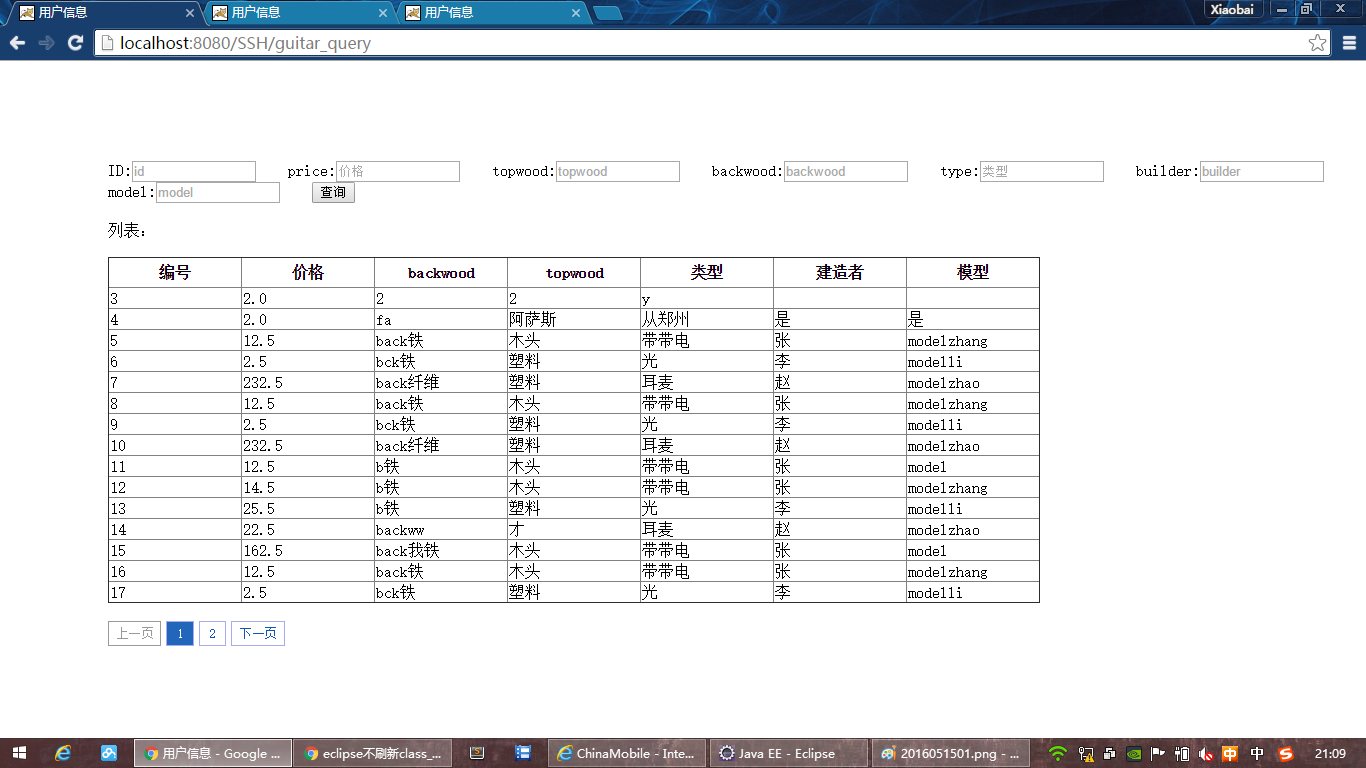 用户信息 用户信息 用户信息 Xiaobai
localhost:8080/SSH/guitar_query
ID: id price: 价格 topwood: topwood backwood: backwood type: 类型 builder: builder
model: model 查询
列表:
编号 价格 backwood topwood 类型 建造者 模型
3 2.0 2 2 y
4 2.0 fa 阿萨斯 从郑州 是 是
5 12.5 back铁 木头 带带电 张 modelzhang
6 2.5 bck铁 塑料 光 李 modelli
7 232.5 back纤维 塑料 耳麦 赵 modelzhao
8 12.5 back铁 木头 带带电 张 modelzhang
9 2.5 bck铁 塑料 光 李 modelli
10 232.5 back纤维 塑料 耳麦 赵 modelzhao
11 12.5 b铁 木头 带带电 张 model
12 14.5 b铁 木头 带带电 张 modelzhang
13 25.5 b铁 塑料 光 李 modelli
14 22.5 backww 才 耳麦 赵 modelzhao
15 162.5 back我铁 木头 带带电 张 model
16 12.5 back铁 木头 带带电 张 modelzhang
17 2.5 bck铁 塑料 光 李 modelli
上一页 1 2 下一页
用户信息 - Google ... eclipse不刷新class_... ChinaMobile - Inte... Java EE - Eclipse 2016051501.png - ... 中 中 21:09